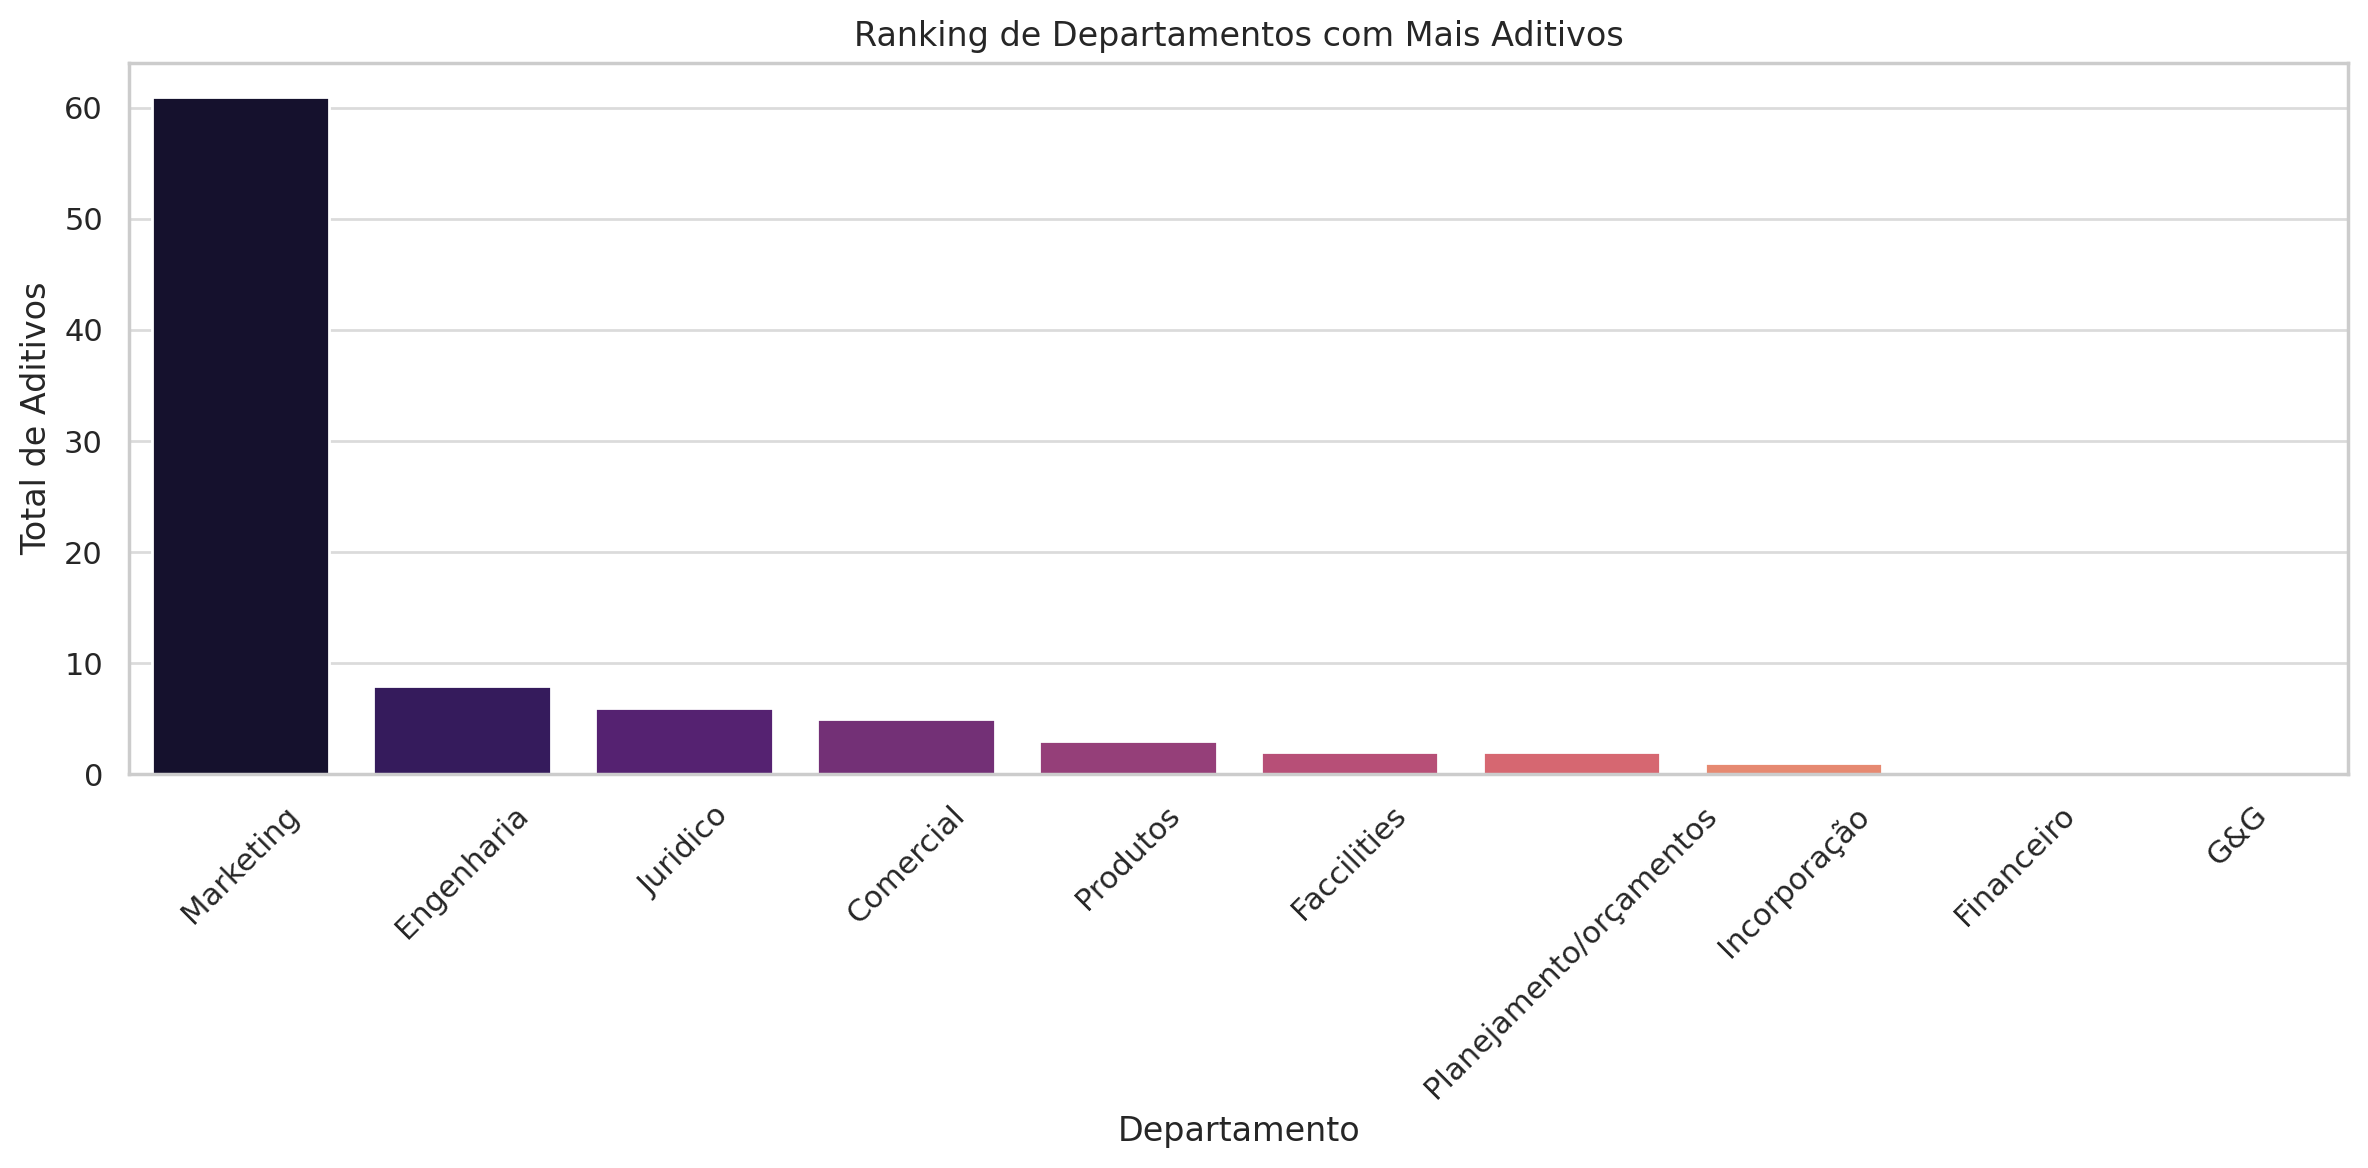 Ranking de Departamentos com Mais Aditivos
Total de Aditivos
60
50
40
30
20
10
0
Marketing
Engenharia
Juridico
Comercial
Produtos
Faccilities
Planejamento/orçamentos
Incorporação
Financeiro
G&G
Departamento